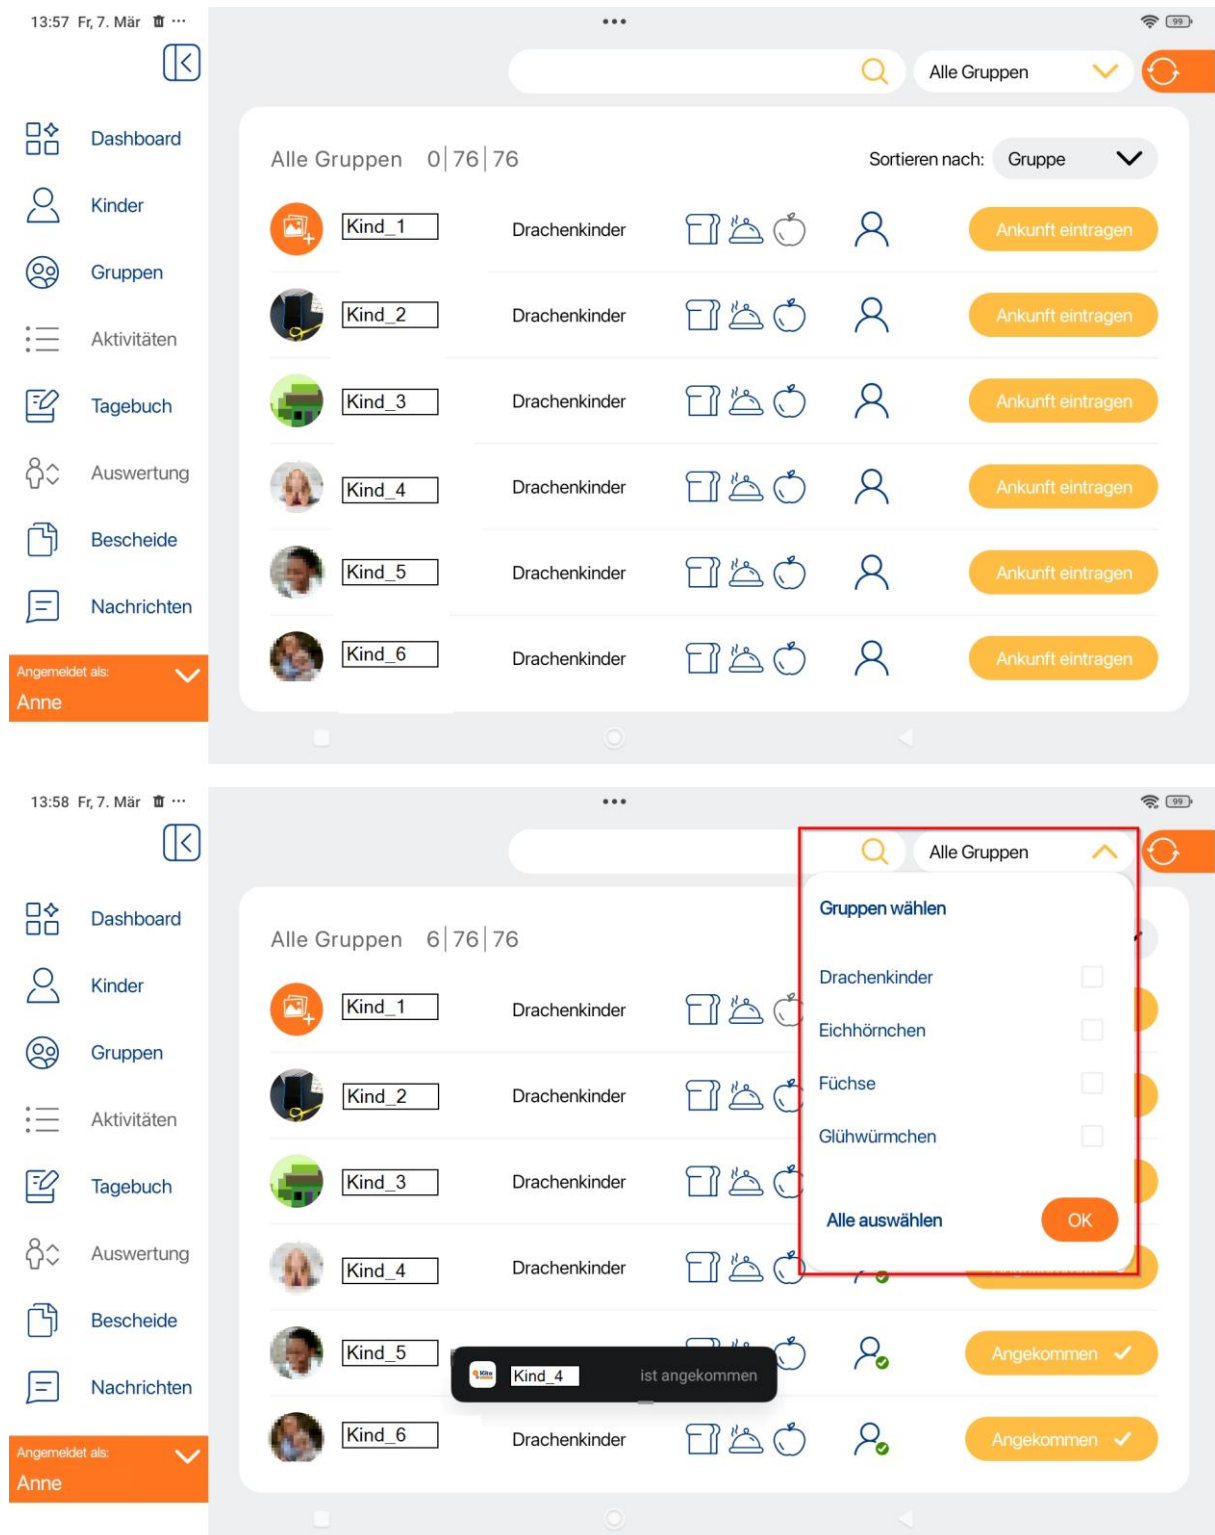 13:57 Fr, 7. Mär
99
Alle Gruppen
Dashboard
Kinder
Gruppen
Aktivitäten
Tagebuch
Auswertung
Bescheide
Nachrichten
Angemeldet als:
Anne
Alle Gruppen 0|76|76
Sortieren nach: Gruppe
Kind_1 Drachenkinder Ankunft eintragen
Kind_2 Drachenkinder Ankunft eintragen
Kind_3 Drachenkinder Ankunft eintragen
Kind_4 Drachenkinder Ankunft eintragen
Kind_5 Drachenkinder Ankunft eintragen
Kind_6 Drachenkinder Ankunft eintragen
13:58 Fr, 7. Mär
99
Alle Gruppen
Dashboard
Kinder
Gruppen
Aktivitäten
Tagebuch
Auswertung
Bescheide
Nachrichten
Angemeldet als:
Anne
Alle Gruppen 6|76|76
Gruppen wählen
Drachenkinder
Eichhörnchen
Füchse
Glühwürmchen
Alle auswählen
OK
Kind_1 Drachenkinder
Kind_2 Drachenkinder
Kind_3 Drachenkinder
Kind_4 Drachenkinder
Kind_5 Angekommen
Kind_4 ist angekommen
Kind_6 Drachenkinder Angekommen